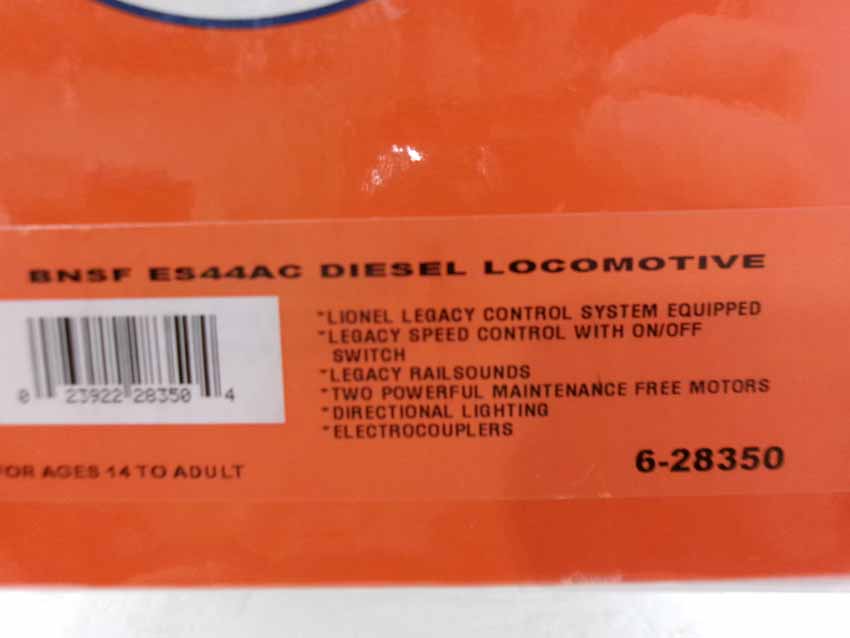 BNSF ES44AC DIESEL LOCOMOTIVE
*LIONEL LEGACY CONTROL SYSTEM EQUIPPED
*LEGACY SPEED CONTROL WITH ON/OFF
SWITCH
*LEGACY RAILSOUNDS
*TWO POWERFUL MAINTENANCE FREE MOTORS
*DIRECTIONAL LIGHTING
*ELECTROCOUPLERS
0 23922 28350 4
FOR AGES 14 TO ADULT
6-28350